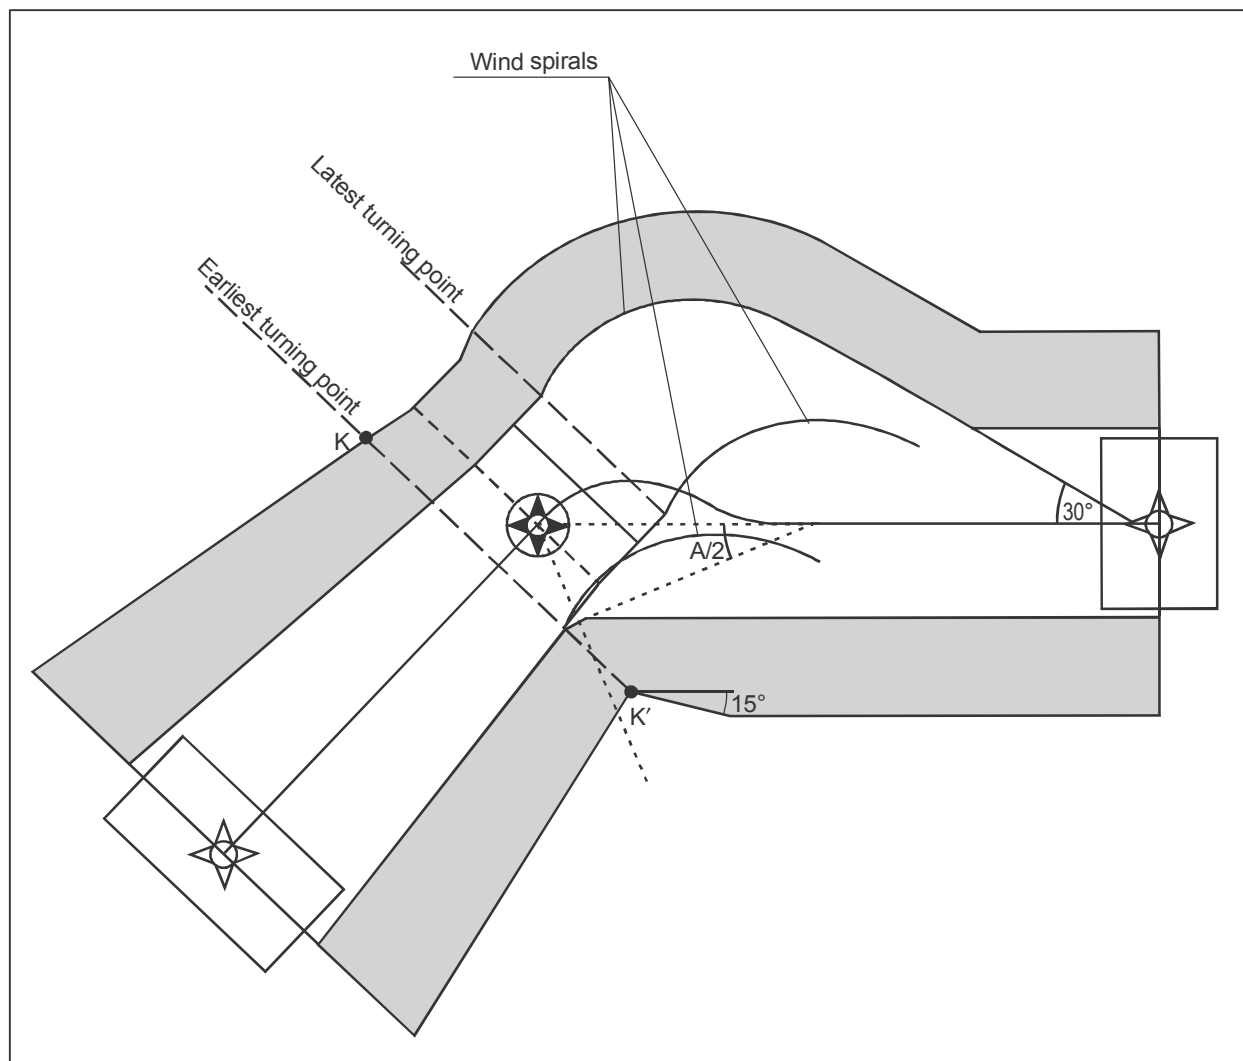 Wind spirals
Latest turning point
Earliest turning point
K
30°
A/2
15°
K′